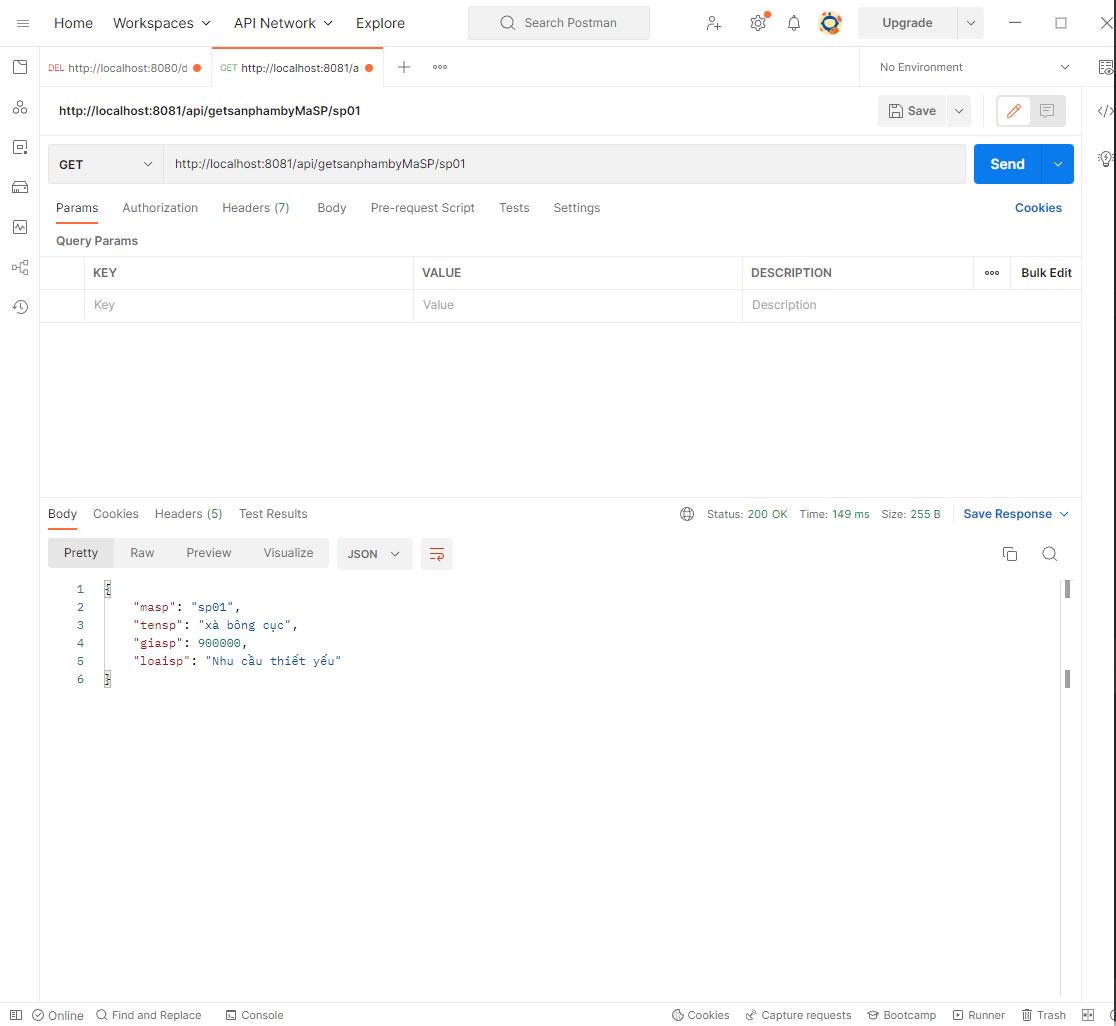 Home Workspaces API Network Explore Search Postman Upgrade
DEL http://localhost:8080/d GET http://localhost:8081/a No Environment
http://localhost:8081/api/getsanphambyMaSP/sp01 Save
GET http://localhost:8081/api/getsanphambyMaSP/sp01 Send
Params Authorization Headers (7) Body Pre-request Script Tests Settings Cookies
Query Params
KEY VALUE DESCRIPTION Bulk Edit
Key Value Description
Body Cookies Headers (5) Test Results Status: 200 OK Time: 149 ms Size: 255 B Save Response
Pretty Raw Preview Visualize JSON
1 {
2 "masp": "sp01",
3 "tensp": "xà bông cục",
4 "giasp": 900000,
5 "loaisp": "Nhu cầu thiết yếu"
6 }
Online Find and Replace Console Cookies Capture requests Bootcamp Runner Trash